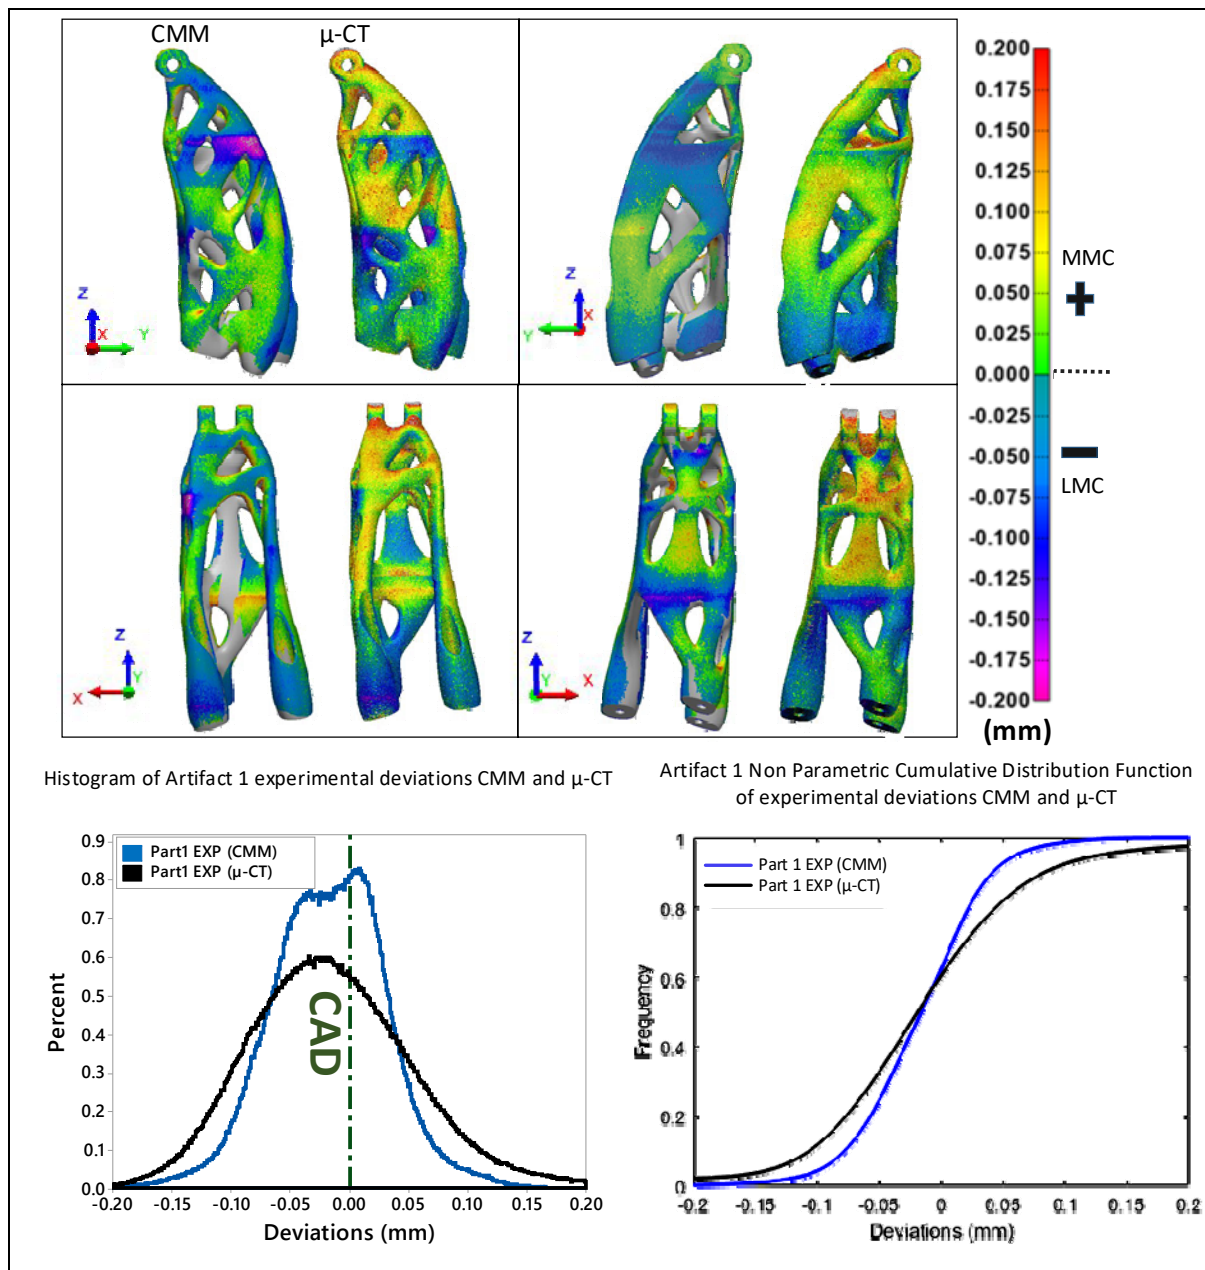 CMM
μ-CT
Z
X
Y
Z
Y
X
Z
X
Y
Z
Y
X
0.200
0.175
0.150
0.125
0.100
0.075
0.050
0.025
0.000
-0.025
-0.050
-0.075
-0.100
-0.125
-0.150
-0.175
-0.200
(mm)
MMC
+
−
LMC
Histogram of Artifact 1 experimental deviations CMM and μ-CT
Part1 EXP (CMM)
Part1 EXP (μ-CT)
CAD
Percent
0.9
0.8
0.7
0.6
0.5
0.4
0.3
0.2
0.1
0.0
-0.20
-0.10
0.00
0.05
0.10
0.20
Deviations (mm)
Artifact 1 Non Parametric Cumulative Distribution Function
of experimental deviations CMM and μ-CT
Part 1 EXP (CMM)
Part 1 EXP (μ-CT)
Frequency
1
0.8
0.6
0.4
0.2
0
-0.2
-0.15
-0.1
-0.05
0
0.05
0.1
0.15
0.2
Deviations (mm)